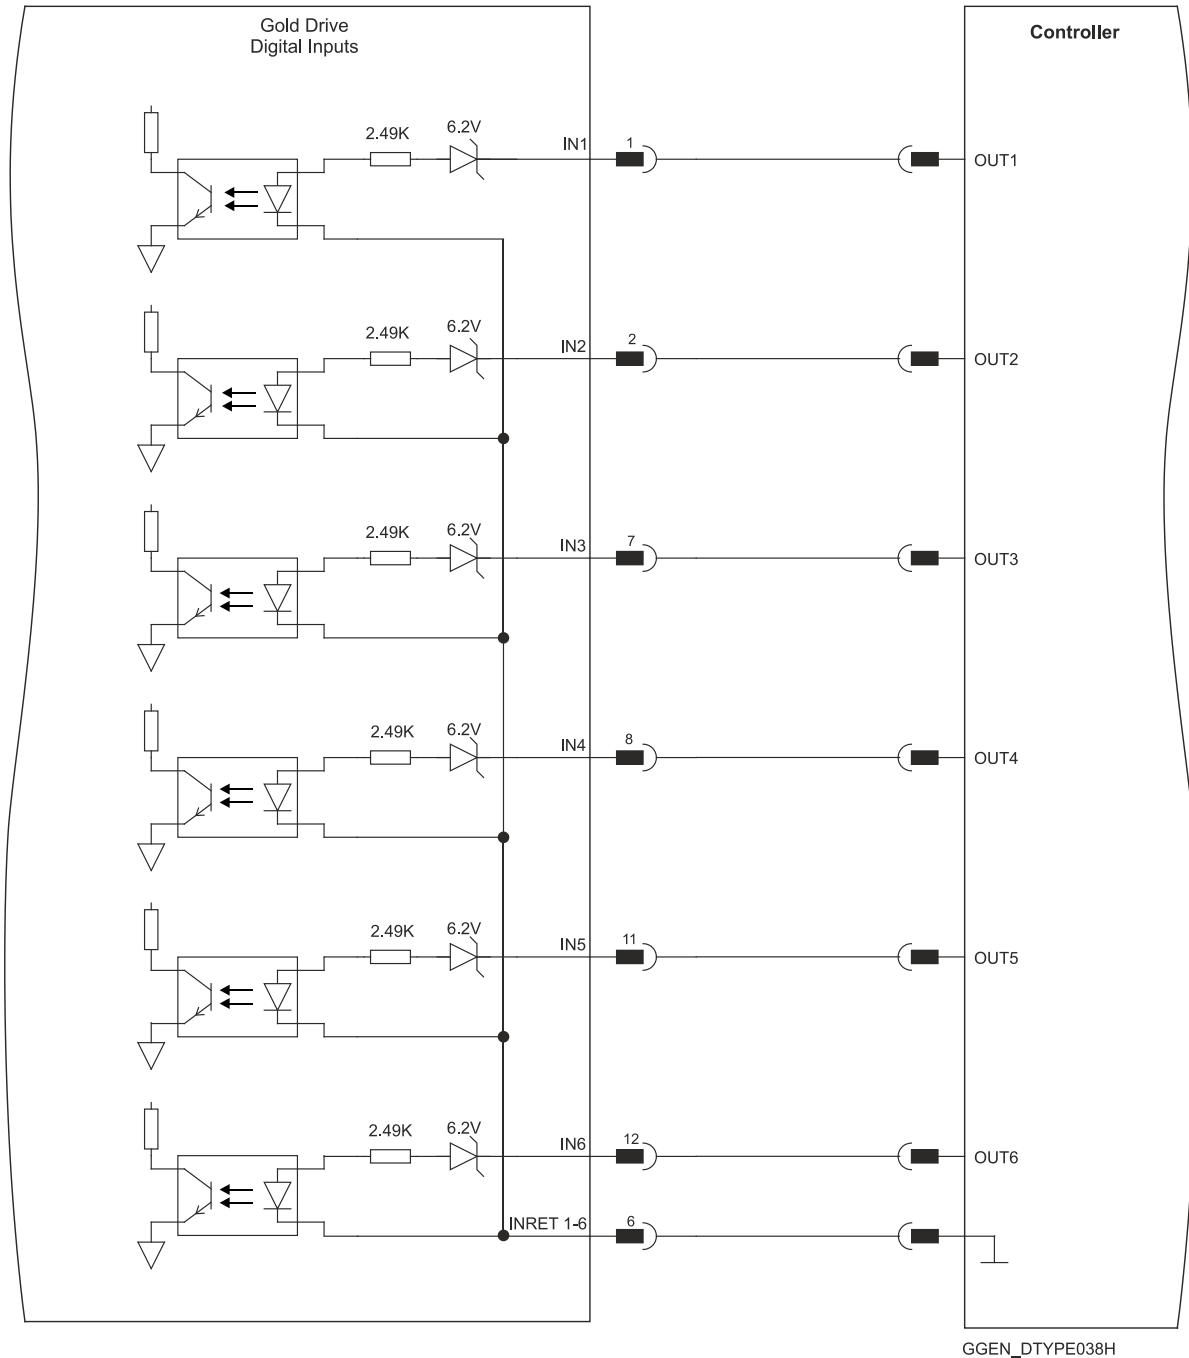 Gold Drive
Digital Inputs
Controller
2.49K
6.2V
IN1
1
OUT1
2.49K
6.2V
IN2
2
OUT2
2.49K
6.2V
IN3
7
OUT3
2.49K
6.2V
IN4
8
OUT4
2.49K
6.2V
IN5
11
OUT5
2.49K
6.2V
IN6
12
OUT6
INRET 1-6
6
GGEN_DTYPE038H